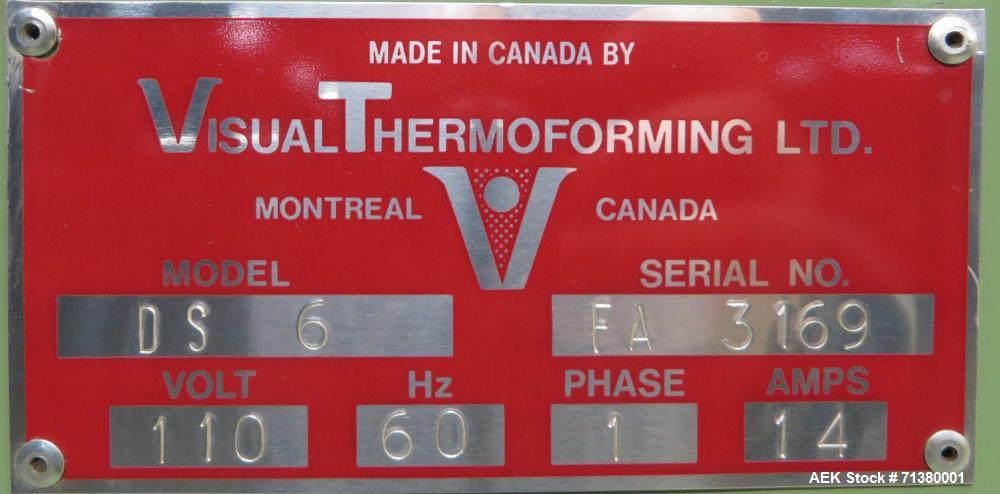 MADE IN CANADA BY
VISUAL THERMOFORMING LTD.
MONTREAL V CANADA
MODEL SERIAL NO.
DS 6 FA 3169
VOLT Hz PHASE AMPS
110 60 1 14
AEK Stock #71380001